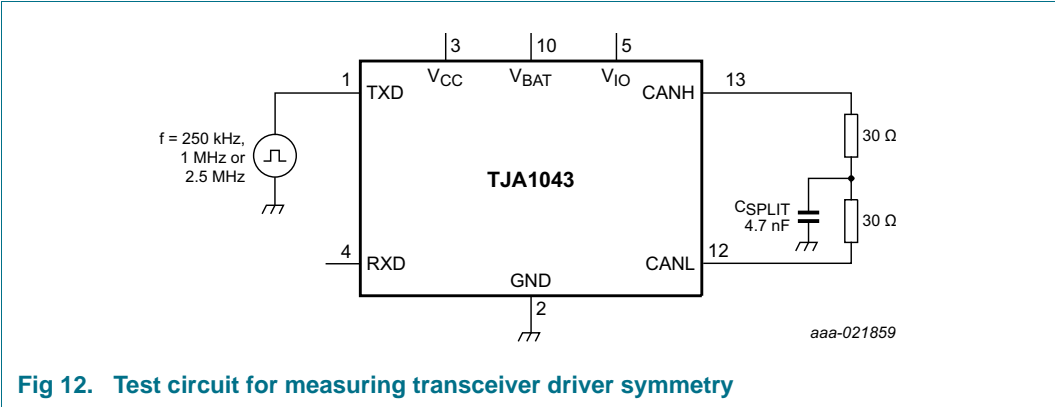 3 10 5
1 VCC VBAT VIO 13
TXD CANH
f = 250 kHz,
1 MHz or
2.5 MHz
30 Ω
TJA1043
CSPLIT
4.7 nF
30 Ω
4 12
RXD CANL
GND
2
aaa-021859
Fig 12. Test circuit for measuring transceiver driver symmetry